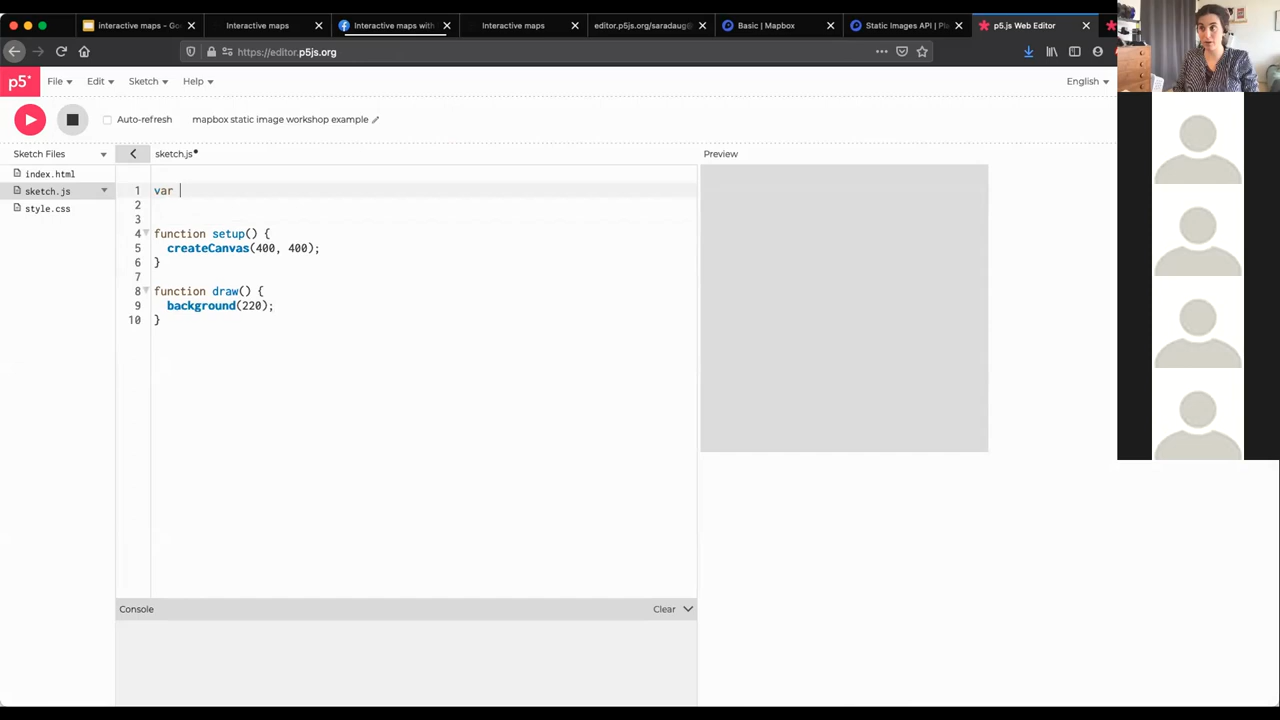 interactive maps - Go
Interactive maps
Interactive maps with
Interactive maps
editor.p5js.org/saradaug
Basic | Mapbox
Static Images API | Pl
p5.js Web Editor
https://editor.p5js.org
p5* File Edit Sketch Help English
Auto-refresh mapbox static image workshop example
Sketch Files sketch.js Preview
index.html
sketch.js
style.css
1 var
2
3
4 function setup() {
5 createCanvas(400, 400);
6 }
7
8 function draw() {
9 background(220);
10 }
Console Clear